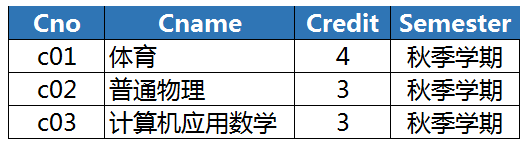 Cno Cname Credit Semester
c01 体育 4 秋季学期
c02 普通物理 3 秋季学期
c03 计算机应用数学 3 秋季学期